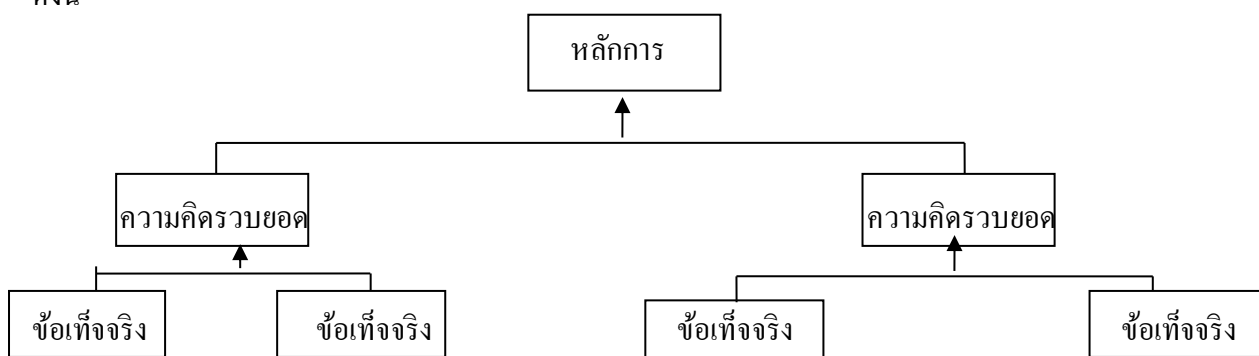 หลักการ
ความคิดรวบยอด ความคิดรวบยอด
ข้อเท็จจริง ข้อเท็จจริง ข้อเท็จจริง ข้อเท็จจริง